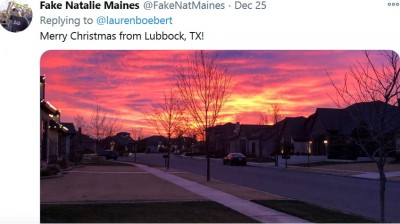 Fake Natalie Maines @FakeNatMaines · Dec 25
Replying to @laurenboebert
Merry Christmas from Lubbock, TX!